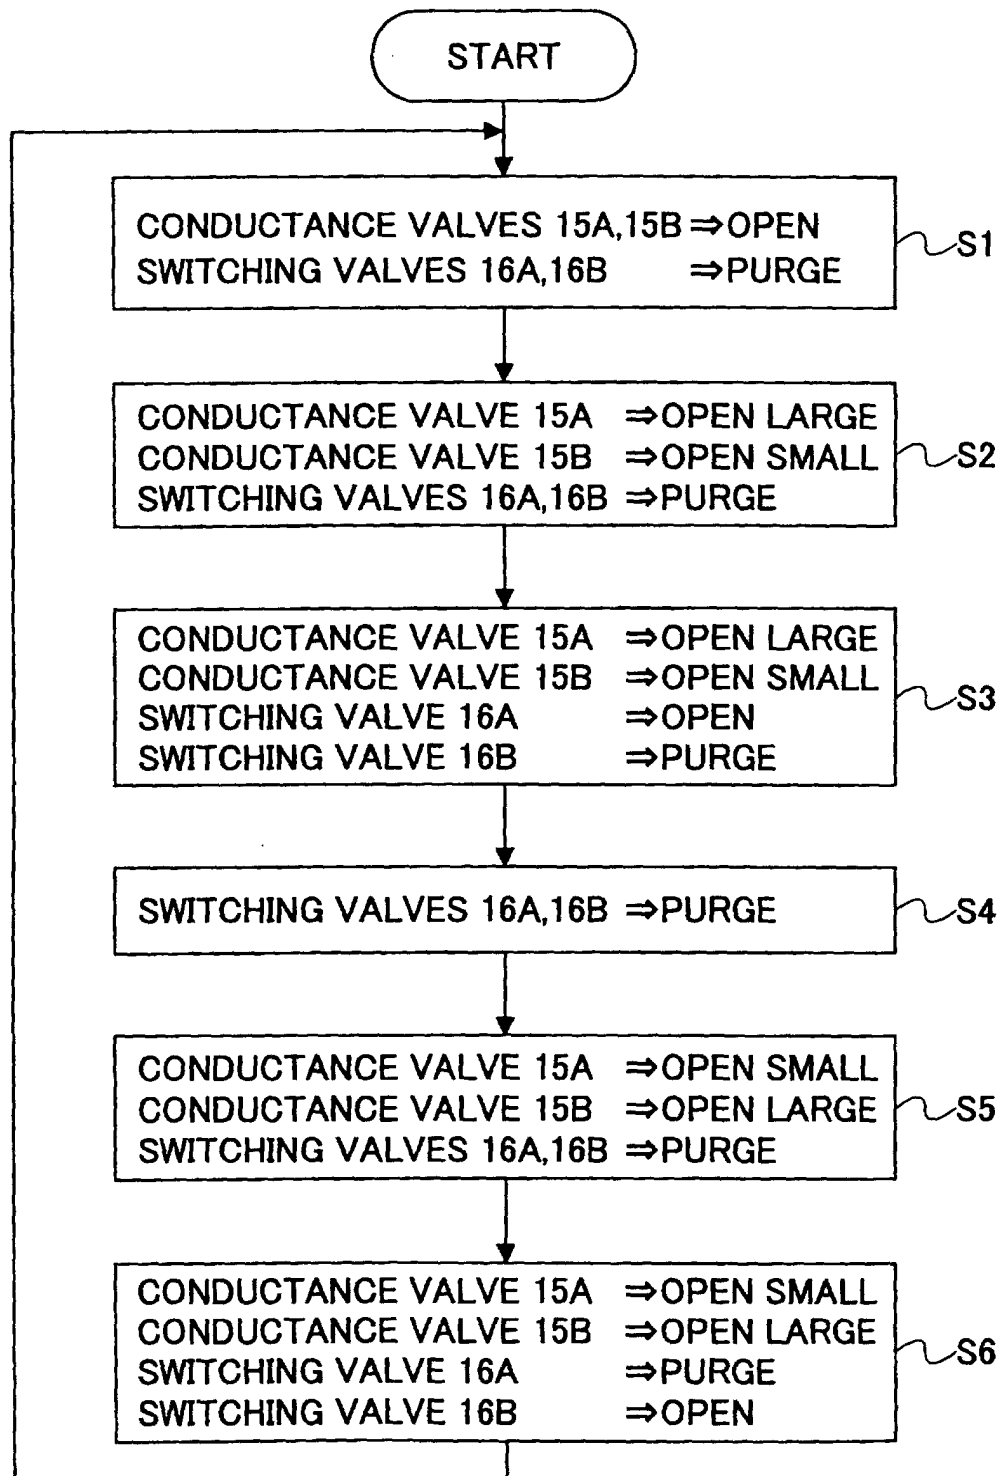 START
CONDUCTANCE VALVES 15A,15B ⇒OPEN
SWITCHING VALVES 16A,16B ⇒PURGE
S1
CONDUCTANCE VALVE 15A ⇒OPEN LARGE
CONDUCTANCE VALVE 15B ⇒OPEN SMALL
SWITCHING VALVES 16A,16B ⇒PURGE
S2
CONDUCTANCE VALVE 15A ⇒OPEN LARGE
CONDUCTANCE VALVE 15B ⇒OPEN SMALL
SWITCHING VALVE 16A ⇒OPEN
SWITCHING VALVE 16B ⇒PURGE
S3
SWITCHING VALVES 16A,16B ⇒PURGE
S4
CONDUCTANCE VALVE 15A ⇒OPEN SMALL
CONDUCTANCE VALVE 15B ⇒OPEN LARGE
SWITCHING VALVES 16A,16B ⇒PURGE
S5
CONDUCTANCE VALVE 15A ⇒OPEN SMALL
CONDUCTANCE VALVE 15B ⇒OPEN LARGE
SWITCHING VALVE 16A ⇒PURGE
SWITCHING VALVE 16B ⇒OPEN
S6